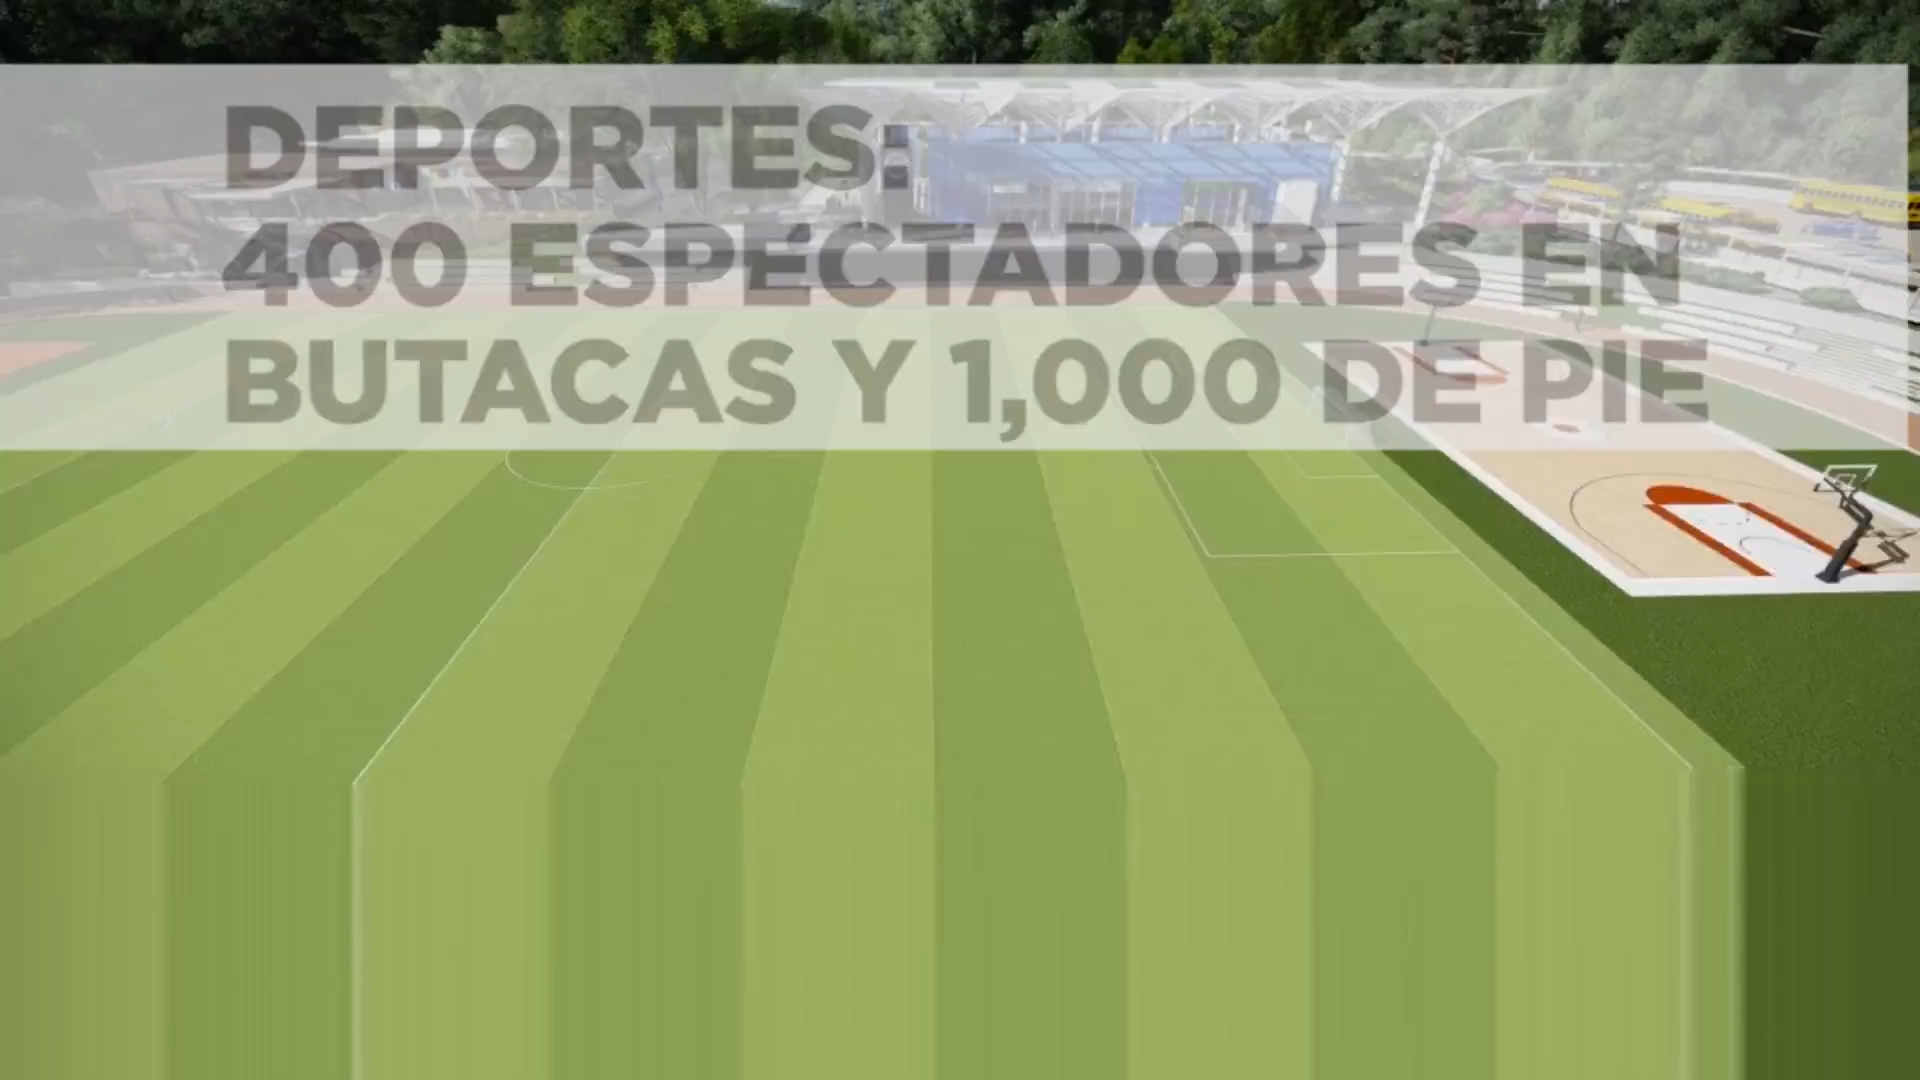 DEPORTES:
400 ESPECTADORES EN
BUTACAS Y 1,000 DE PIE